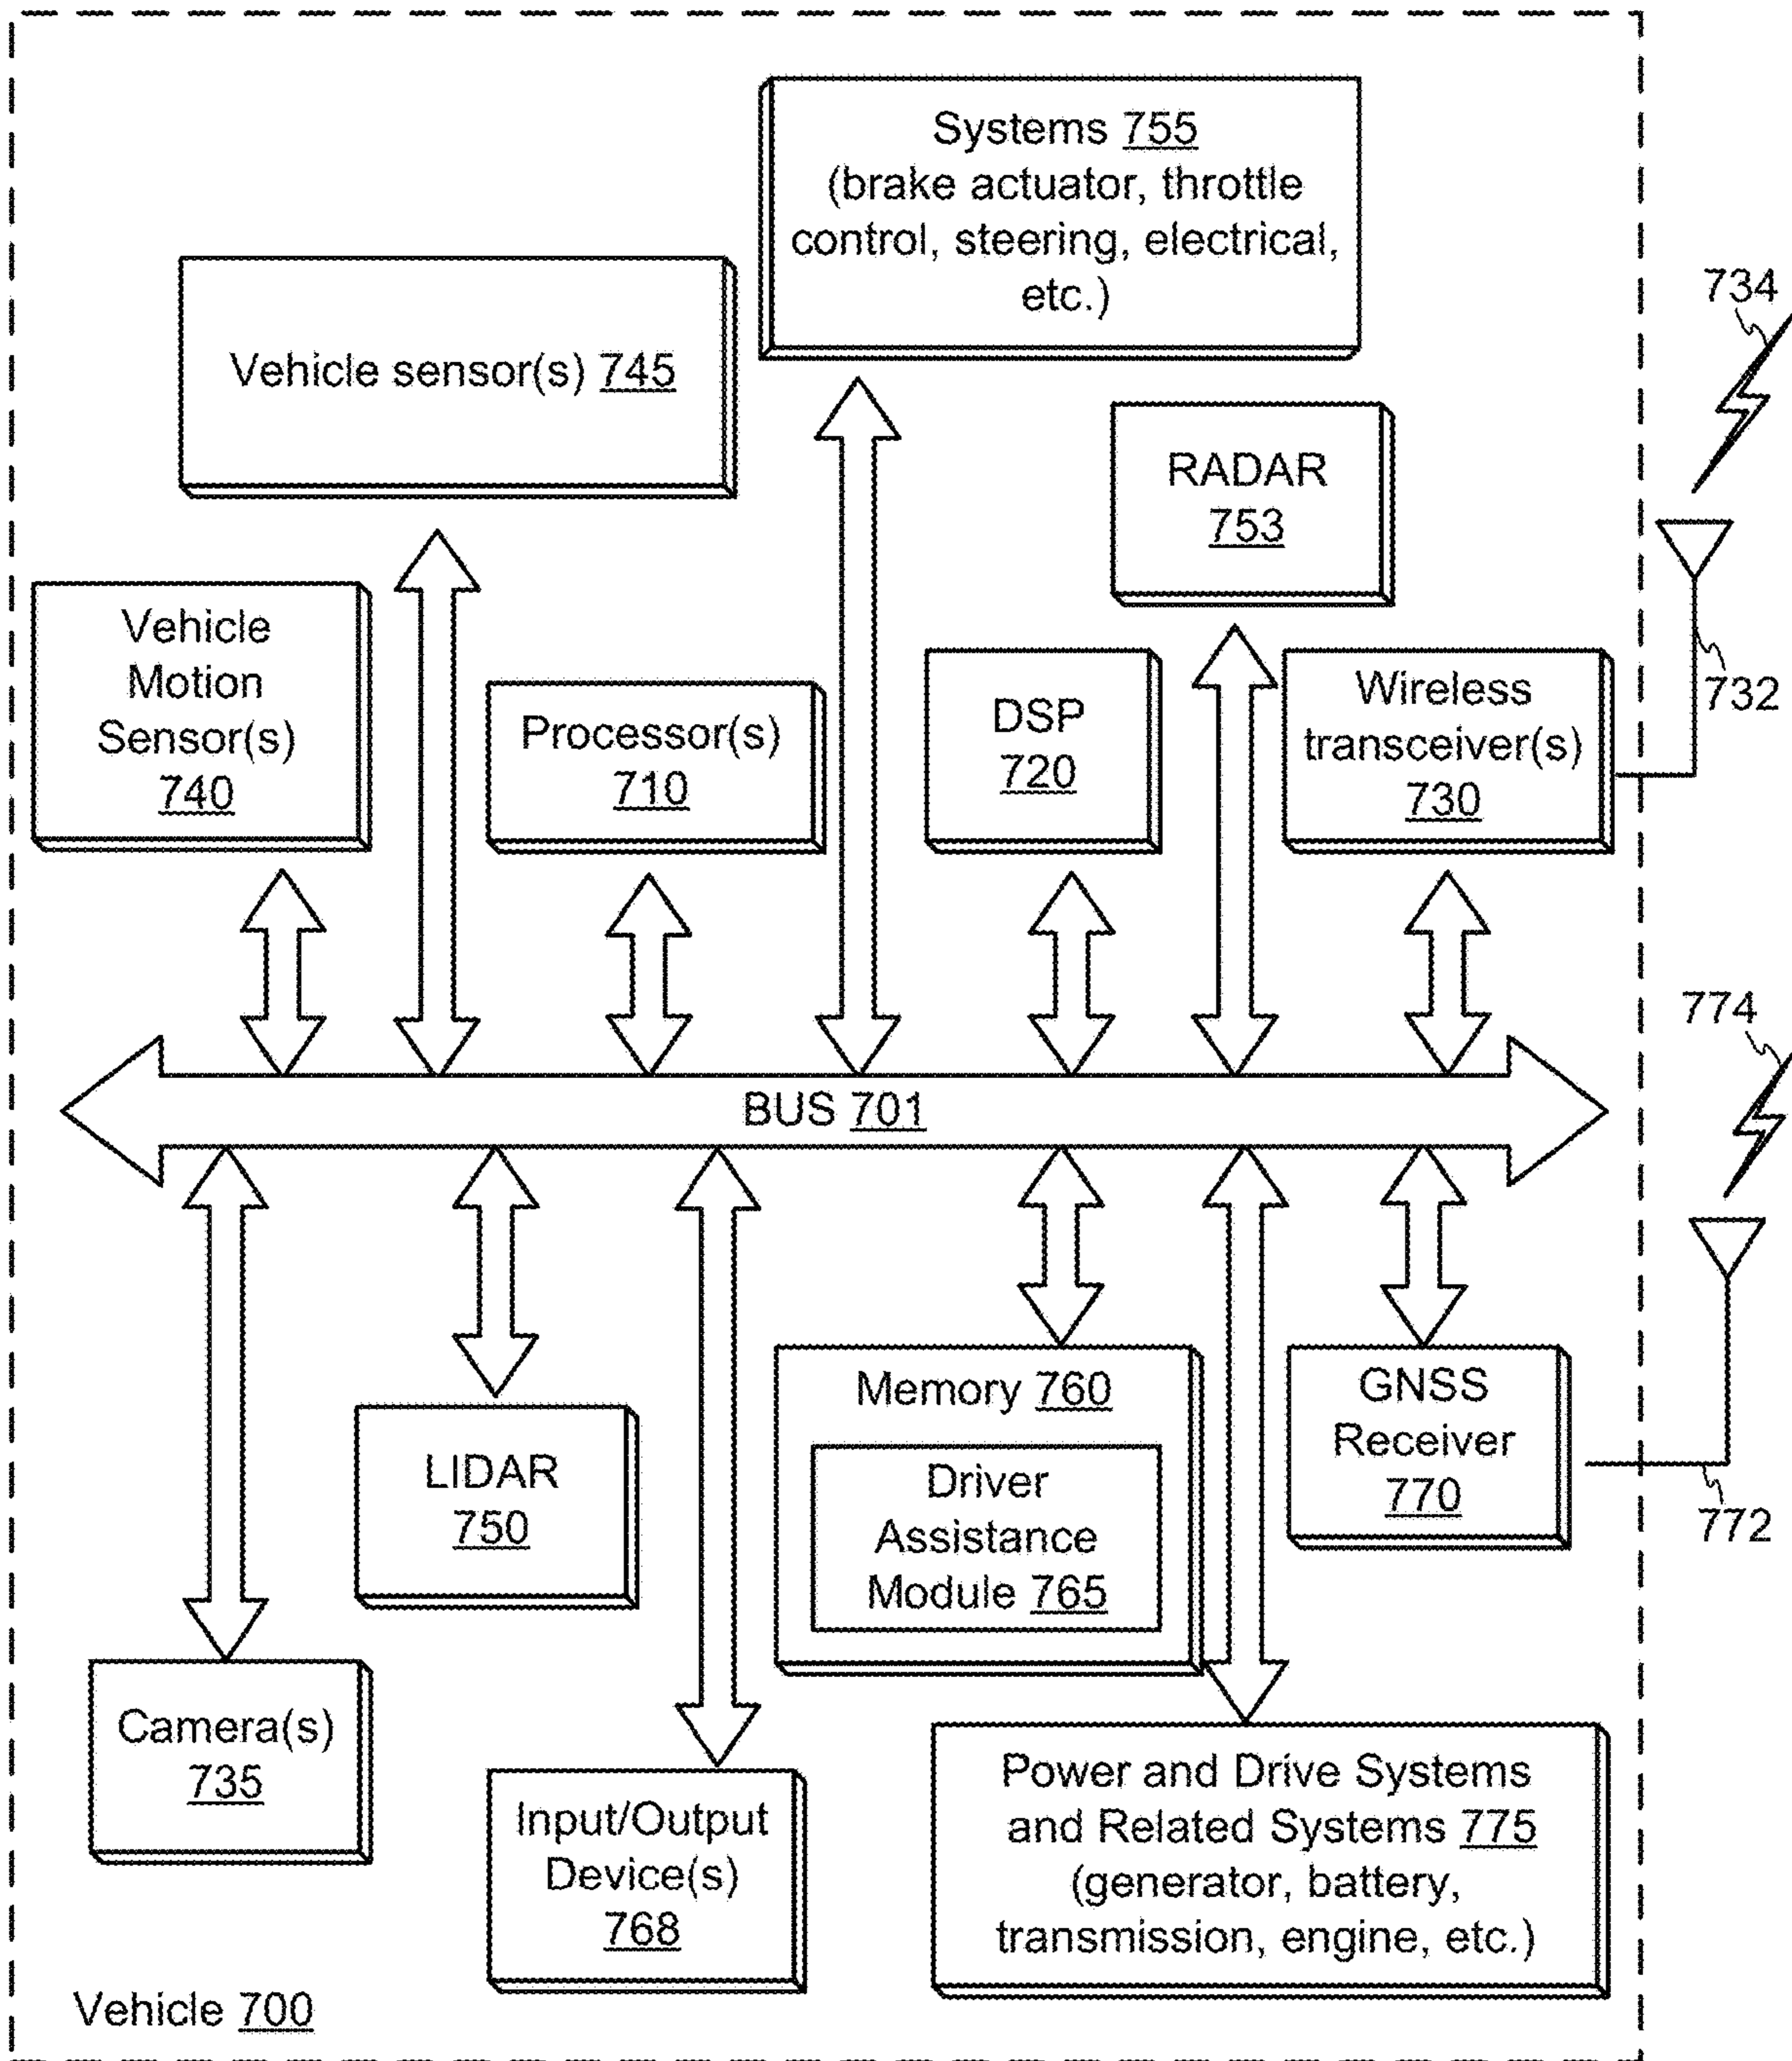 Systems 755
(brake actuator, throttle
control, steering, electrical,
etc.)
734
Vehicle sensor(s) 745
RADAR
753
Vehicle
Motion
Sensor(s)
740
Processor(s)
710
DSP
720
Wireless
transceiver(s)
730
732
774
BUS 701
LIDAR
750
Memory 760
Driver
Assistance
Module 765
GNSS
Receiver
770
772
Camera(s)
735
Input/Output
Device(s)
768
Power and Drive Systems
and Related Systems 775
(generator, battery,
transmission, engine, etc.)
Vehicle 700